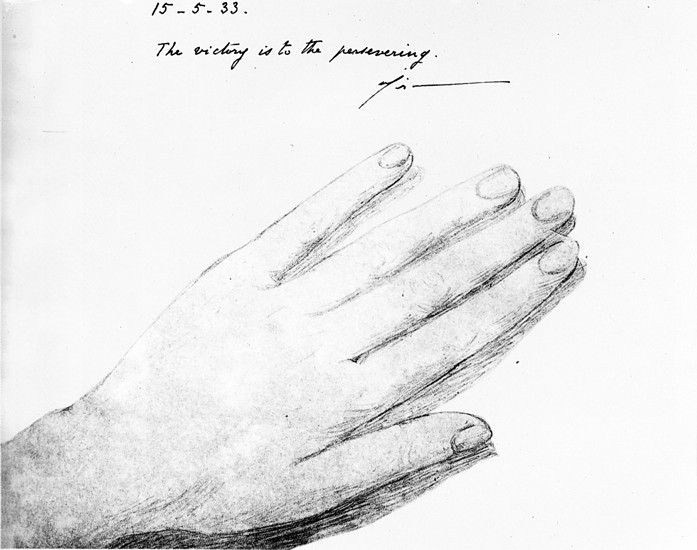 15-5-33.
The victory is to the persevering.